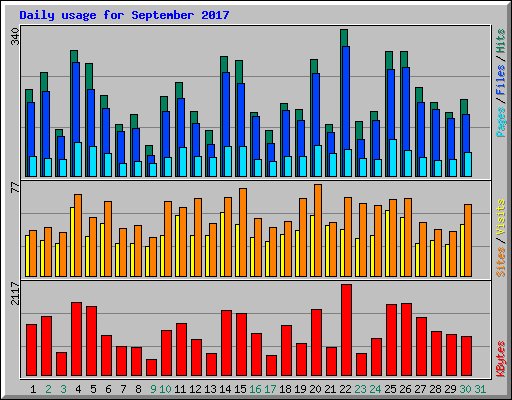 Daily usage for September 2017
340
Pages / Files / Hits
77
Sites / Visits
2117
KBytes
1 2 3 4 5 6 7 8 9 10 11 12 13 14 15 16 17 18 19 20 21 22 23 24 25 26 27 28 29 30 31